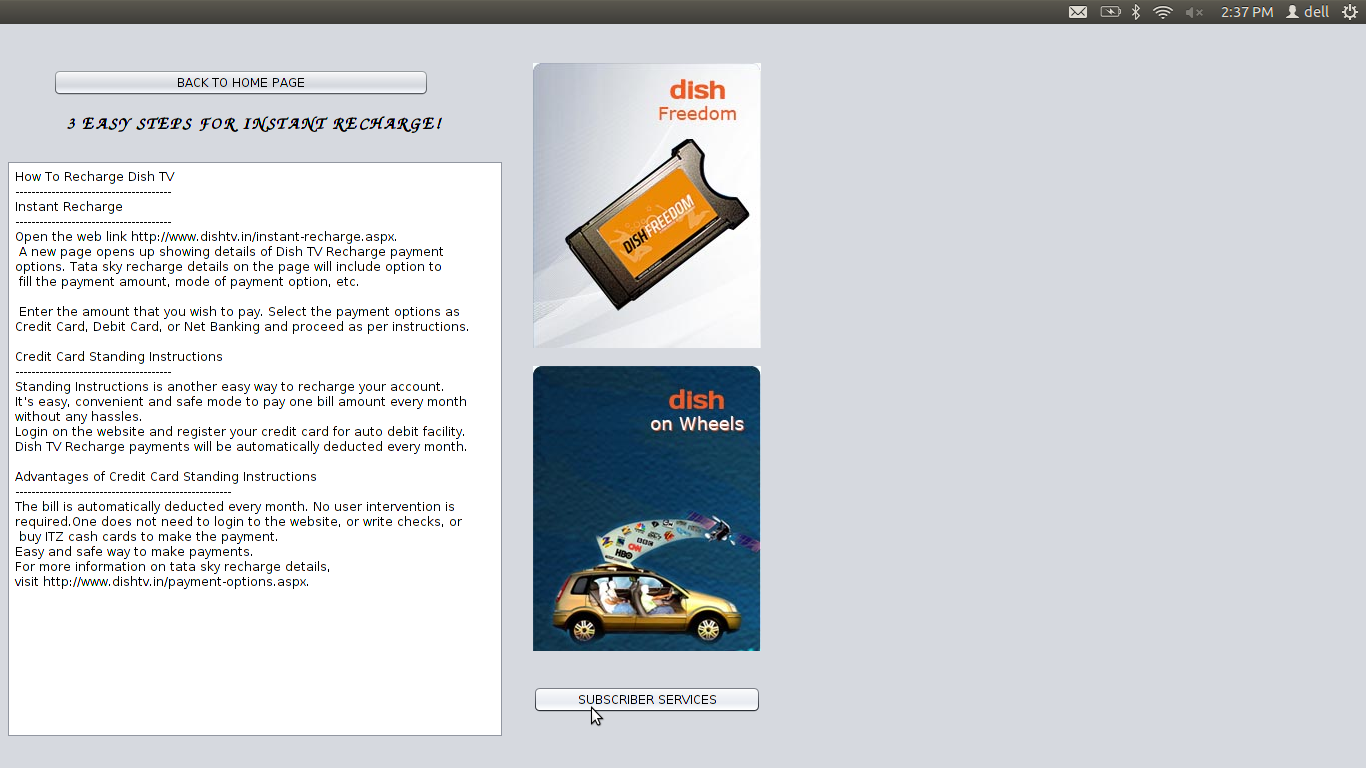 2:37 PM dell
BACK TO HOME PAGE
3 EASY STEPS FOR INSTANT RECHARGE!
How To Recharge Dish TV
---------------------------------------
Instant Recharge
---------------------------------------
Open the web link http://www.dishtv.in/instant-recharge.aspx.
A new page opens up showing details of Dish TV Recharge payment
options. Tata sky recharge details on the page will include option to
fill the payment amount, mode of payment option, etc.
Enter the amount that you wish to pay. Select the payment options as
Credit Card, Debit Card, or Net Banking and proceed as per instructions.
Credit Card Standing Instructions
---------------------------------------
Standing Instructions is another easy way to recharge your account.
It's easy, convenient and safe mode to pay one bill amount every month
without any hassles.
Login on the website and register your credit card for auto debit facility.
Dish TV Recharge payments will be automatically deducted every month.
Advantages of Credit Card Standing Instructions
------------------------------------------------------
The bill is automatically deducted every month. No user intervention is
required.One does not need to login to the website, or write checks, or
buy ITZ cash cards to make the payment.
Easy and safe way to make payments.
For more information on tata sky recharge details,
visit http://www.dishtv.in/payment-options.aspx.
dish
Freedom
DISHFREEDOM
dish
on Wheels
BBC
CNN
HBO
SUBSCRIBER SERVICES